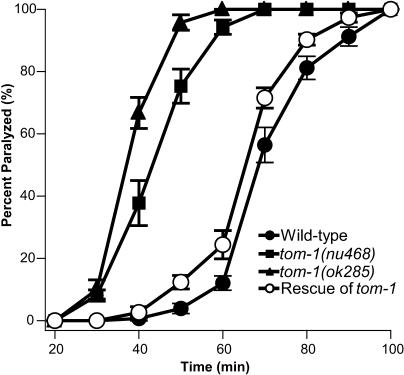 100
80
60
40
20
0
Percent Paralyzed (%)
Wild-type
tom-1(nu468)
tom-1(ok285)
Rescue of tom-1
20 40 60 80 100
Time (min)